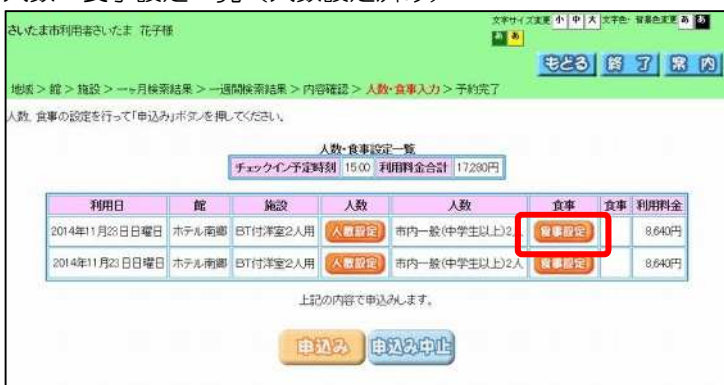 さいたま市利用者さいたま 花子様
文字サイズ変更 小 中 大 文字色・背景色変更 あ あ
ああ
もどる 終了 案内
地域 > 館 > 施設 > 一ヶ月検索結果 > 一週間検索結果 > 内容確認 > 人数・食事入力 > 予約完了
人数、食事の設定を行って「申込み」ボタンを押してください。
人数・食事設定一覧
チェックイン予定時刻 15:00 利用料金合計 17,280円
利用日 館 施設 人数 人数 食事 食事 利用料金
2014年11月23日日曜日 ホテル南郷 BT付洋室2人用 人数設定 市内一般(中学生以上)2人 食事設定 8,640円
2014年11月23日日曜日 ホテル南郷 BT付洋室2人用 人数設定 市内一般(中学生以上)2人 食事設定 8,640円
上記の内容で申込みします。
申込み 申込み中止